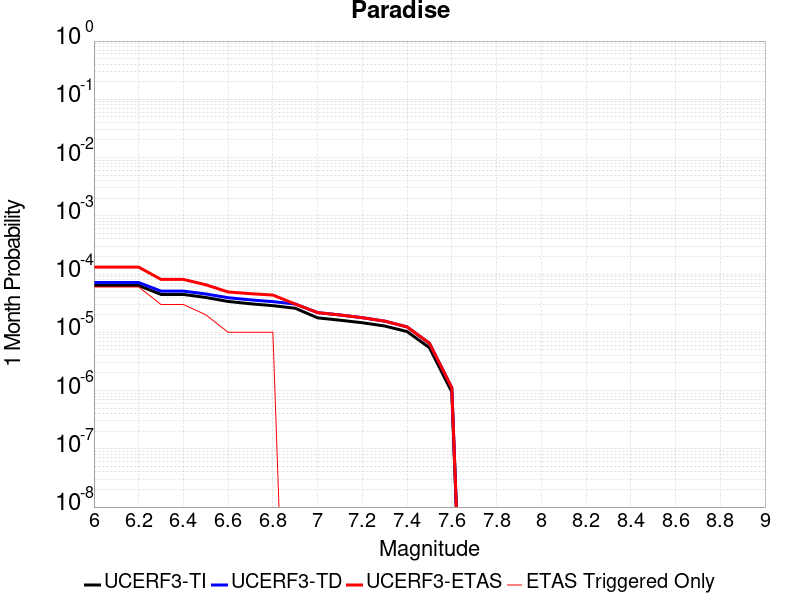 Paradise
10^0
10^-1
10^-2
10^-3
10^-4
10^-5
10^-6
10^-7
10^-8
1 Month Probability
6 6.2 6.4 6.6 6.8 7 7.2 7.4 7.6 7.8 8 8.2 8.4 8.6 8.8 9
Magnitude
UCERF3-TI UCERF3-TD UCERF3-ETAS ETAS Triggered Only